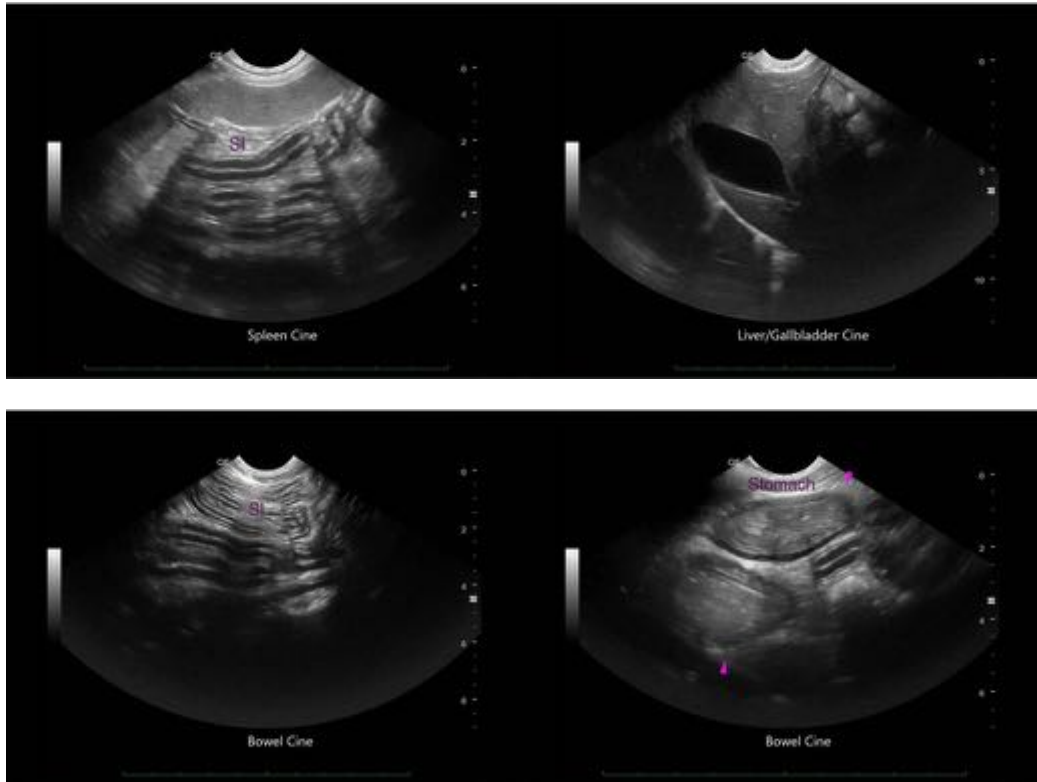 SI
Spleen Cine
Liver/Gallbladder Cine
SI
Bowel Cine
Stomach
Bowel Cine